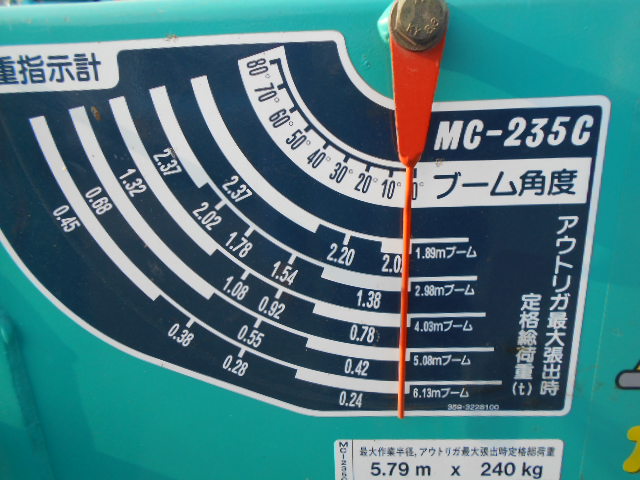 重指示計
MC-235C
80° 70° 60° 50° 40° 30° 20° 10° 0°
ブーム角度
アウトリガ最大張出時
定格総荷重(t)
2.37 2.20 2.0 1.89mブーム
2.37 2.02 1.78 1.54 1.38 2.98mブーム
1.32 1.08 0.92 0.78 4.03mブーム
0.68 0.55 0.42 5.08mブーム
0.45 0.38 0.28 0.24 6.13mブーム
359-3228100
最大作業半径,アウトリガ最大張出時定格総荷重
5.79 m x 240 kg